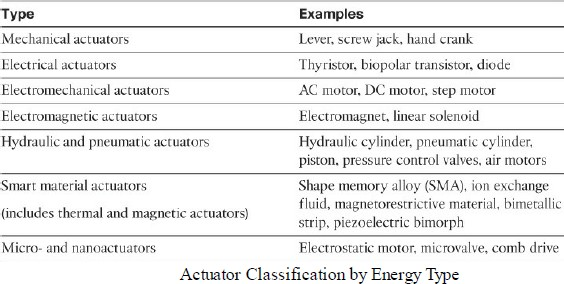 Type Examples
Mechanical actuators Lever, screw jack, hand crank
Electrical actuators Thyristor, biopolar transistor, diode
Electromechanical actuators AC motor, DC motor, step motor
Electromagnetic actuators Electromagnet, linear solenoid
Hydraulic and pneumatic actuators Hydraulic cylinder, pneumatic cylinder,
piston, pressure control valves, air motors
Smart material actuators Shape memory alloy (SMA), ion exchange
(includes thermal and magnetic actuators) fluid, magnetorestrictive material, bimetallic
strip, piezoelectric bimorph
Micro- and nanoactuators Electrostatic motor, microvalve, comb drive
Actuator Classification by Energy Type